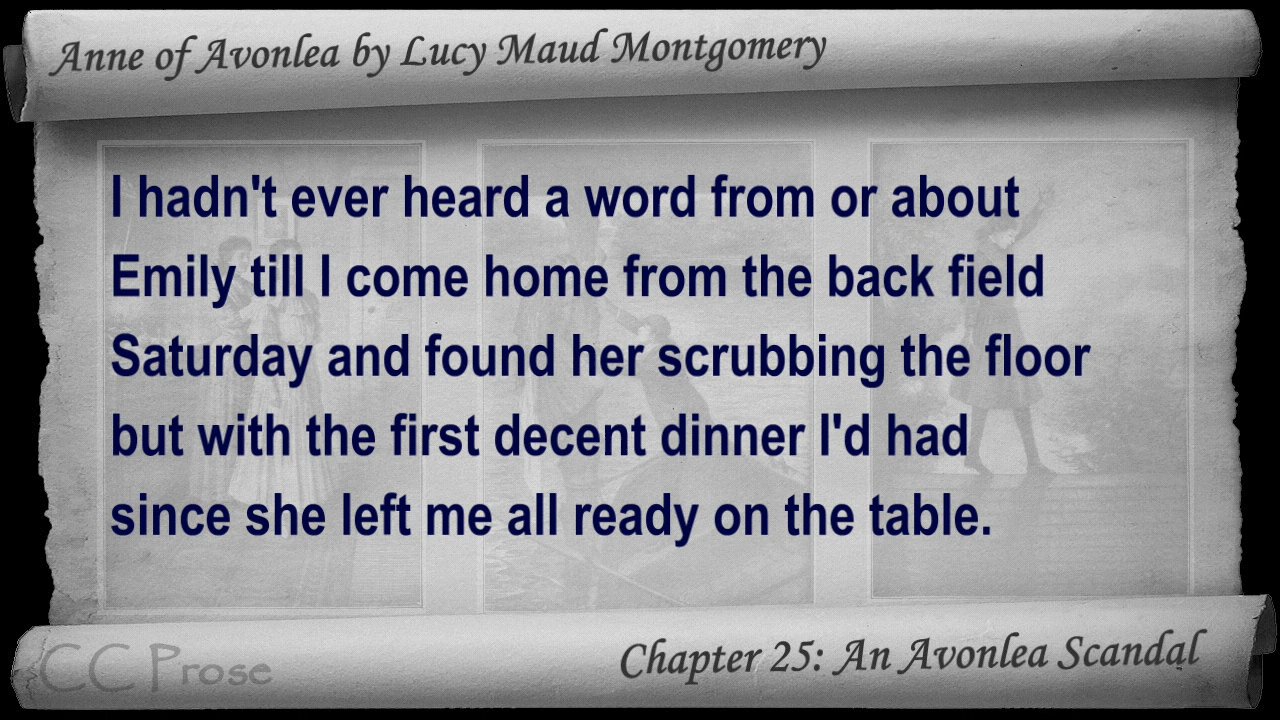 Anne of Avonlea by Lucy Maud Montgomery
I hadn't ever heard a word from or about
Emily till I come home from the back field
Saturday and found her scrubbing the floor
but with the first decent dinner I'd had
since she left me all ready on the table.
CC Prose
Chapter 25: An Avonlea Scandal